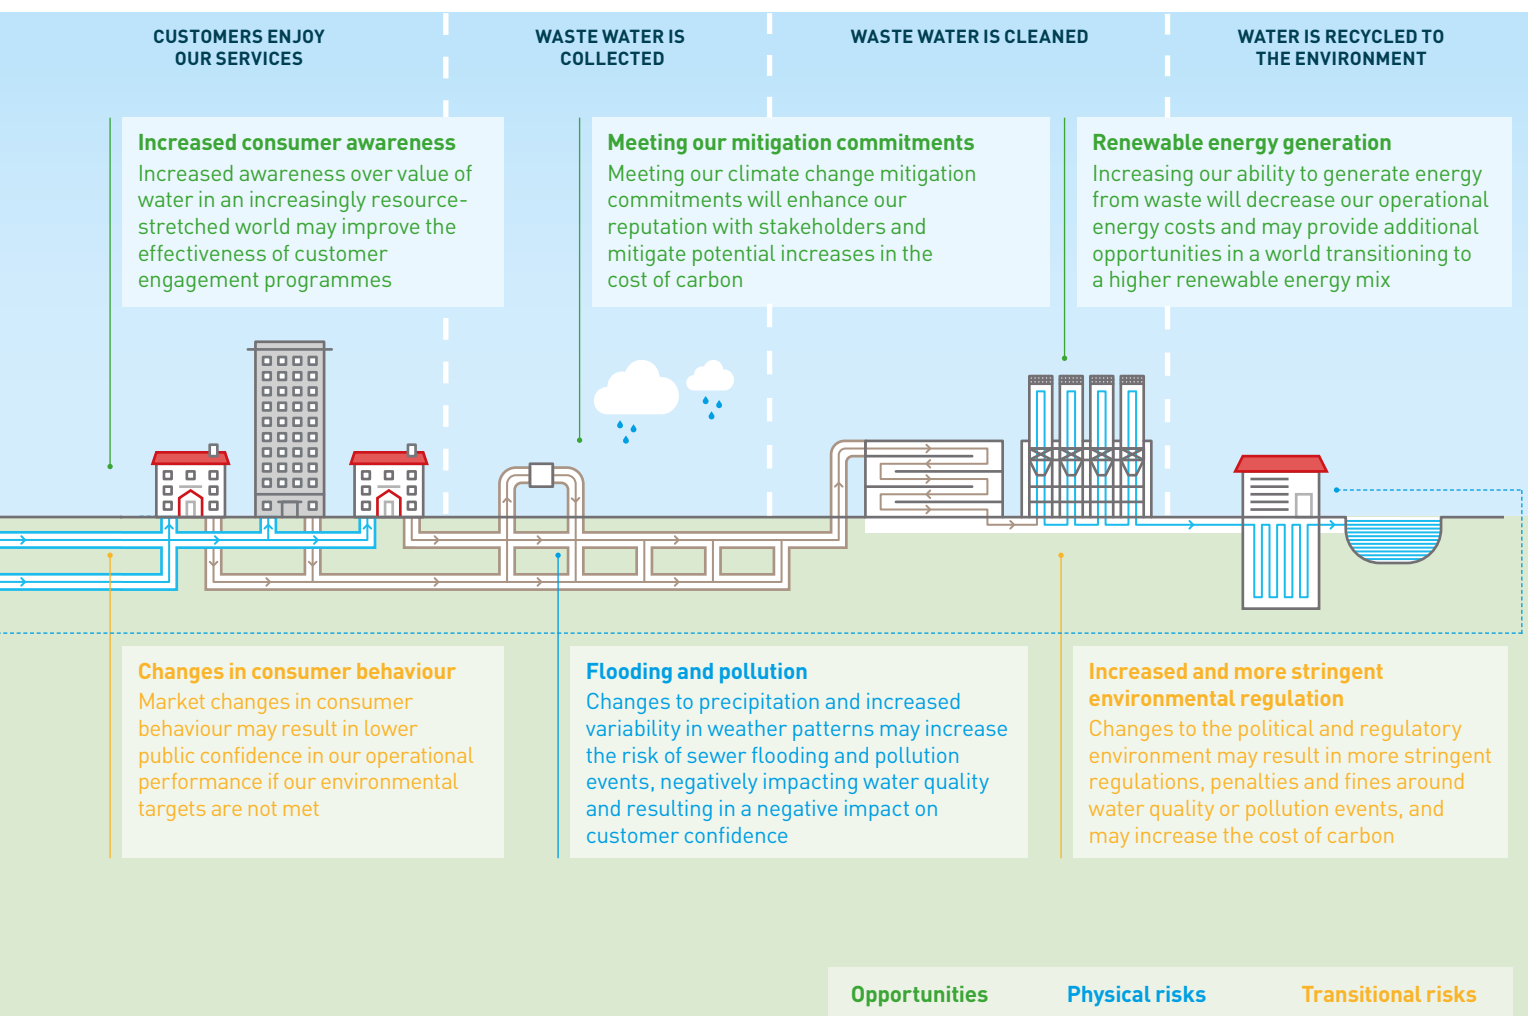 CUSTOMERS ENJOY
OUR SERVICES
WASTE WATER IS
COLLECTED
WASTE WATER IS CLEANED
WATER IS RECYCLED TO
THE ENVIRONMENT
Increased consumer awareness
Increased awareness over value of
water in an increasingly resource-
stretched world may improve the
effectiveness of customer
engagement programmes
Meeting our mitigation commitments
Meeting our climate change mitigation
commitments will enhance our
reputation with stakeholders and
mitigate potential increases in the
cost of carbon
Renewable energy generation
Increasing our ability to generate energy
from waste will decrease our operational
energy costs and may provide additional
opportunities in a world transitioning to
a higher renewable energy mix
Changes in consumer behaviour
Market changes in consumer
behaviour may result in lower
public confidence in our operational
performance if our environmental
targets are not met
Flooding and pollution
Changes to precipitation and increased
variability in weather patterns may increase
the risk of sewer flooding and pollution
events, negatively impacting water quality
and resulting in a negative impact on
customer confidence
Increased and more stringent
environmental regulation
Changes to the political and regulatory
environment may result in more stringent
regulations, penalties and fines around
water quality or pollution events, and
may increase the cost of carbon
Opportunities
Physical risks
Transitional risks